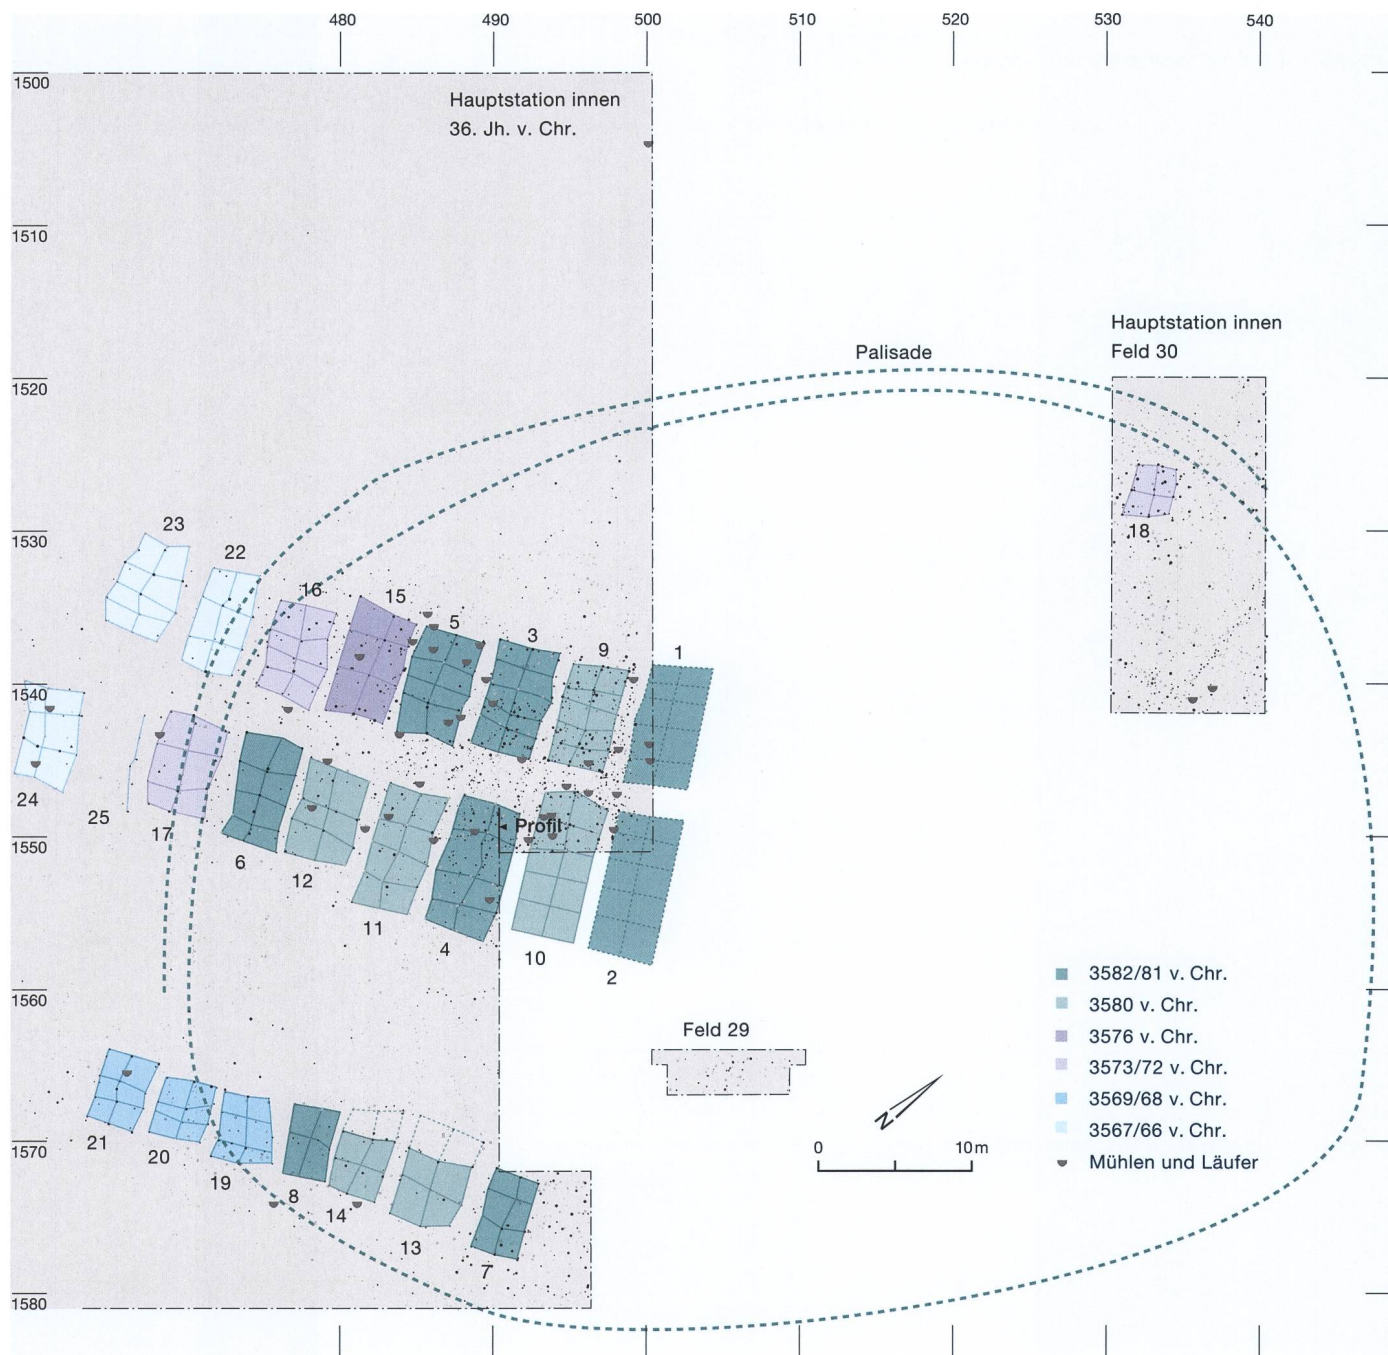 480 490 500 510 520 530 540
1500
Hauptstation innen
36. Jh. v. Chr.
1510
Hauptstation innen
Feld 30
Palisade
1520
18
1530
23
22
16
15
5
3
9
1
1540
24
25
17
6
12
11
4
10
2
Profil
1550
1560
3582/81 v. Chr.
3580 v. Chr.
3576 v. Chr.
3573/72 v. Chr.
3569/68 v. Chr.
3567/66 v. Chr.
Mühlen und Läufer
Feld 29
N
0 10 m
1570
21
20
19
8
14
13
7
1580